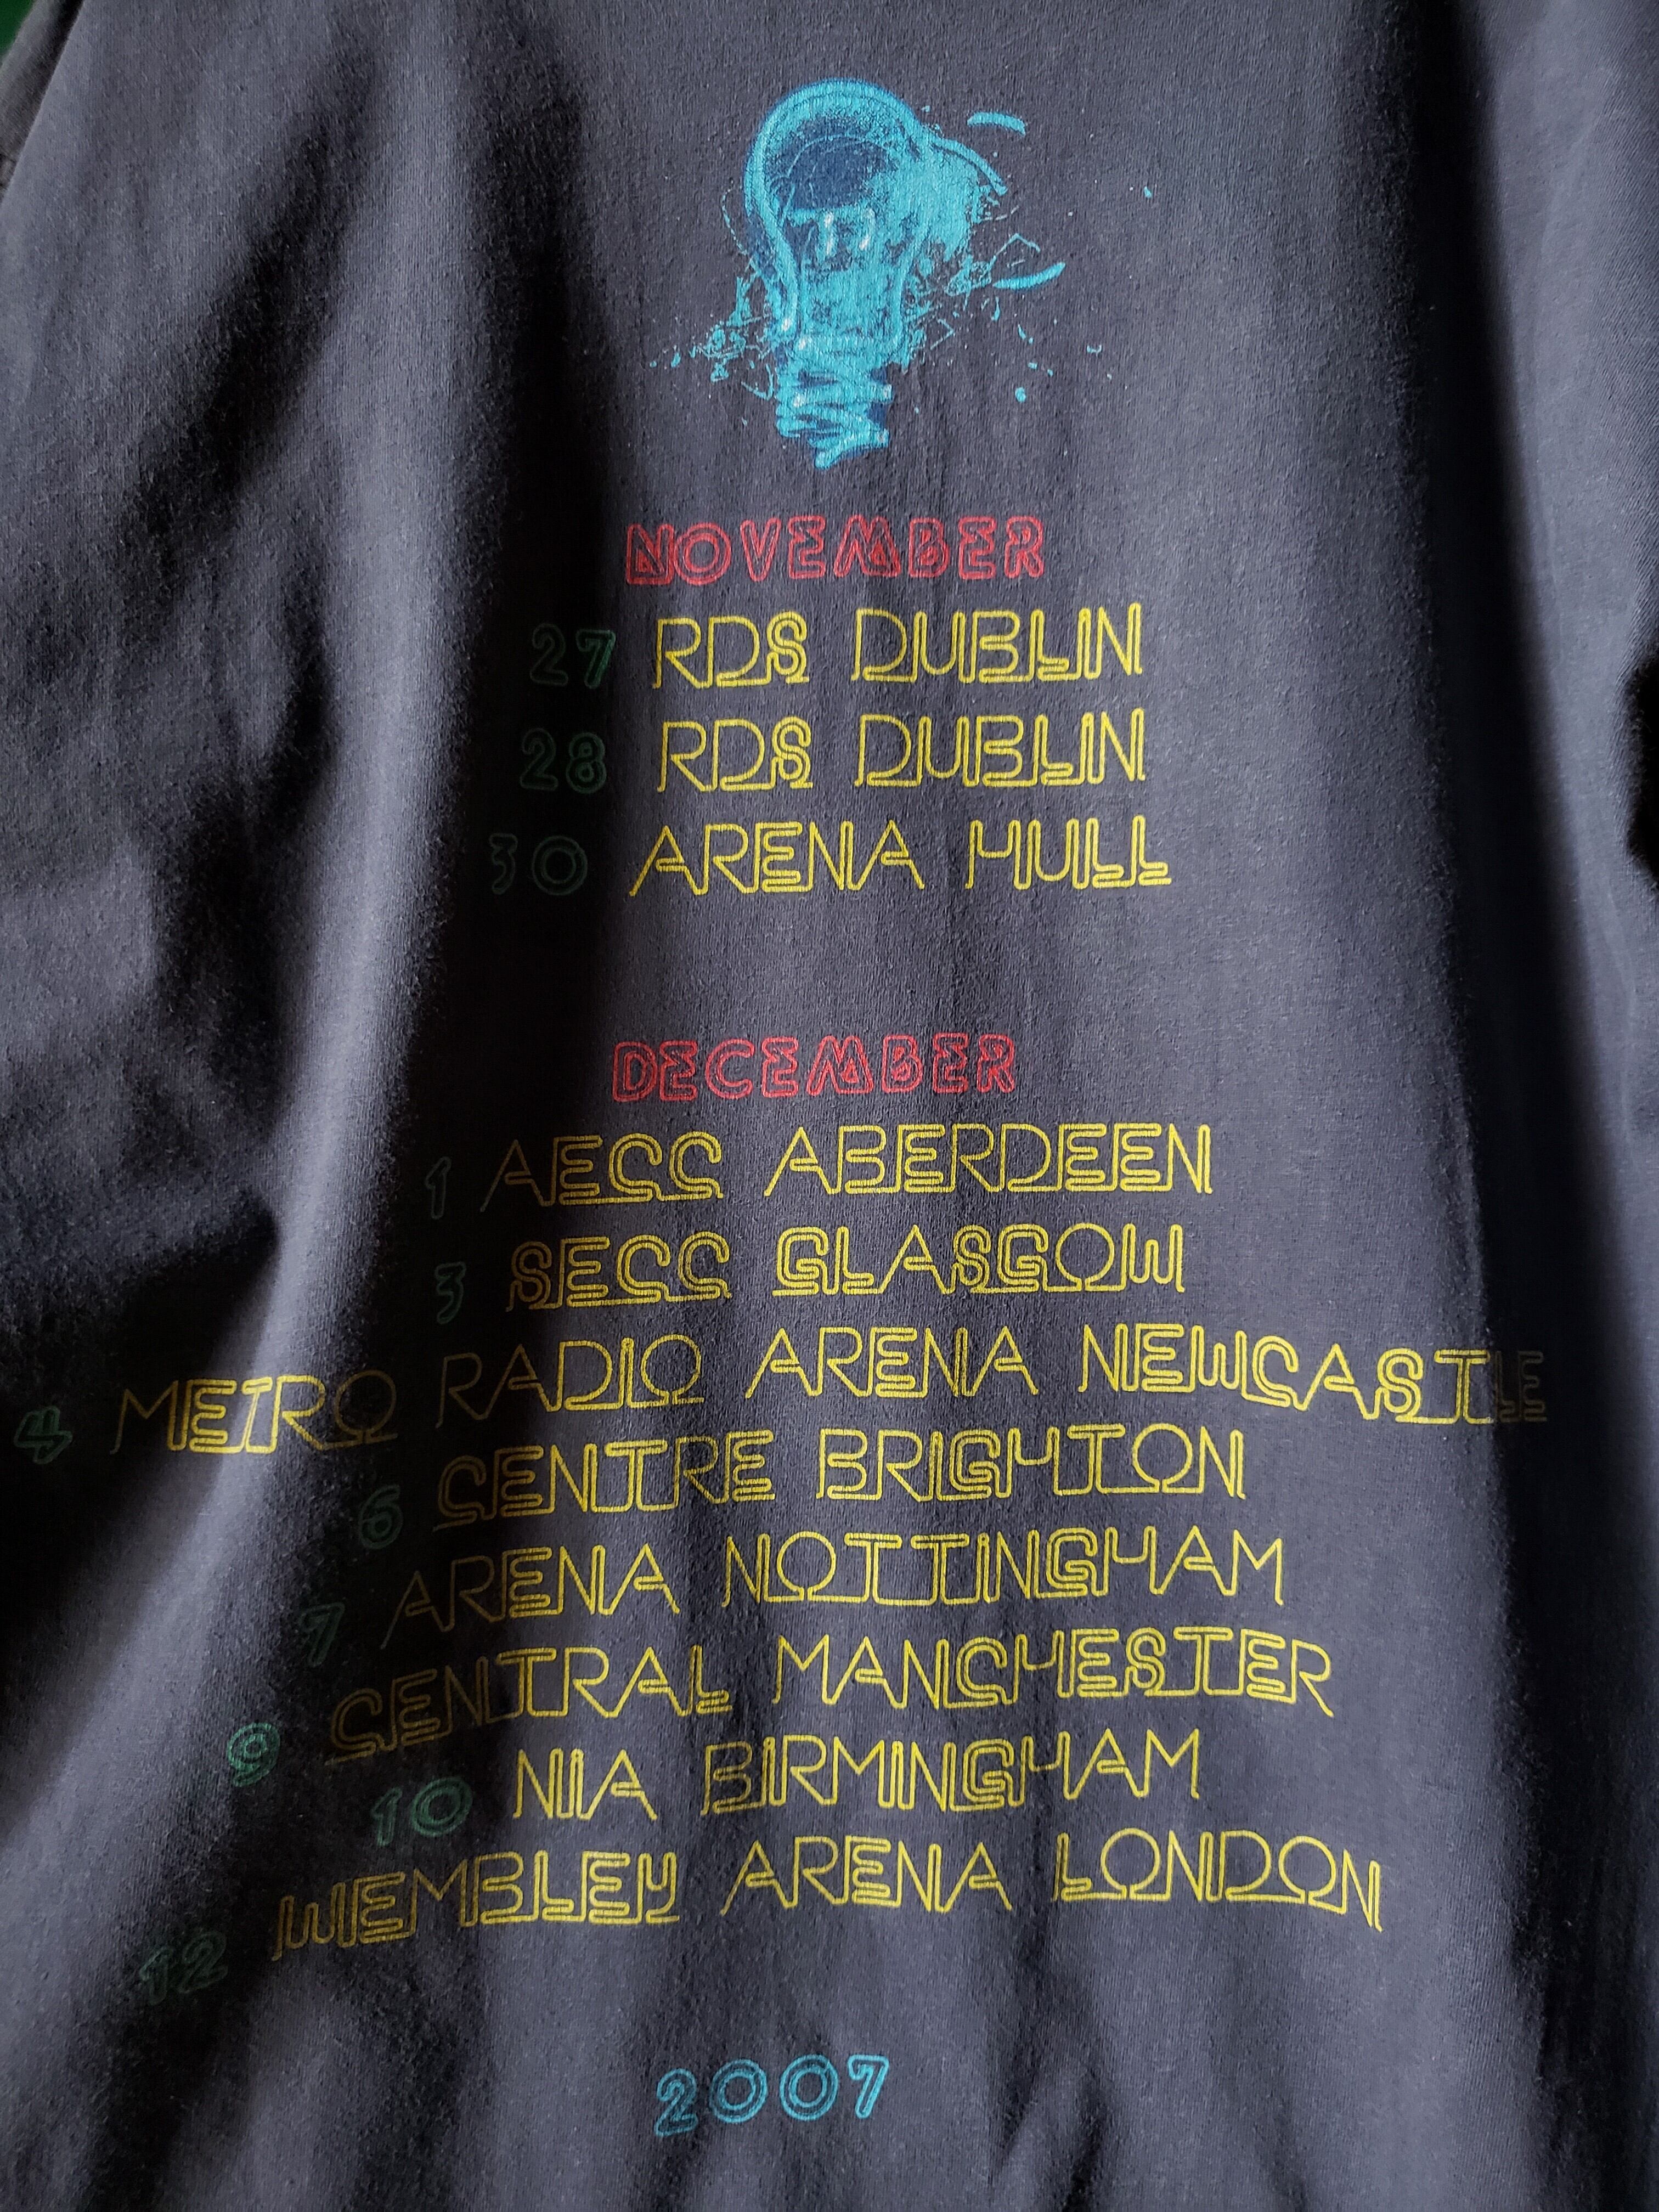 NOVEMBER
27 RDS DUBLIN
28 RDS DUBLIN
30 ARENA HULL
DECEMBER
1 AECC ABERDEEN
3 SECC GLASGOW
4 METRO RADIO ARENA NEWCASTLE
6 CENTRE BRIGHTON
7 ARENA NOTTINGHAM
9 CENTRAL MANCHESTER
10 NIA BIRMINGHAM
12 WEMBLEY ARENA LONDON
2007